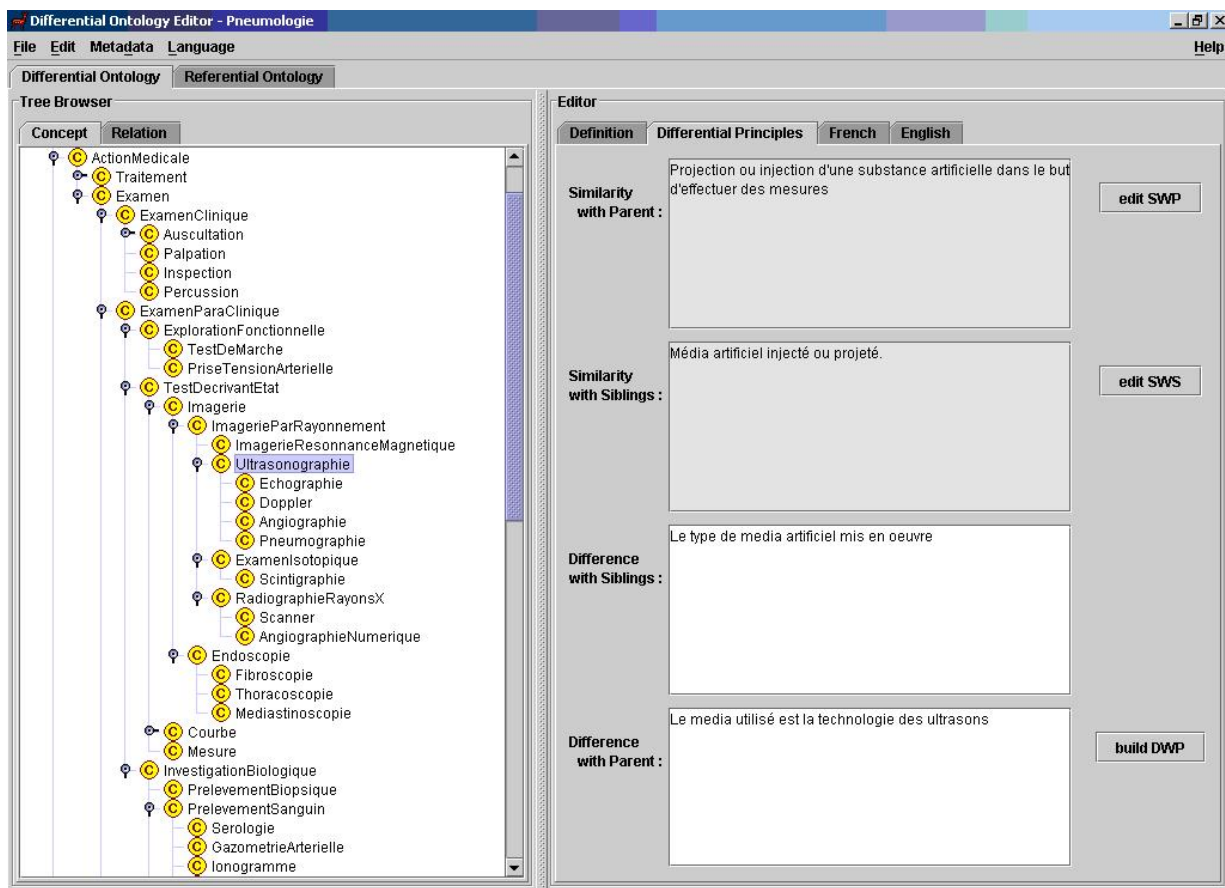 Differential Ontology Editor - Pneumologie
File Edit Metadata Language Help
Differential Ontology Referential Ontology
Tree Browser
Concept Relation
C ActionMedicale
C Traitement
C Examen
C ExamenClinique
C Auscultation
C Palpation
C Inspection
C Percussion
C ExamenParaClinique
C ExplorationFonctionnelle
C TestDeMarche
C PriseTensionArterielle
C TestDecrivantEtat
C Imagerie
C ImagerieParRayonnement
C ImagerieResonnanceMagnetique
C Ultrasonographie
C Echographie
C Doppler
C Angiographie
C Pneumographie
C ExamenIsotopique
C Scintigraphie
C RadiographieRayonsX
C Scanner
C AngiographieNumerique
C Endoscopie
C Fibroscopie
C Thoracoscopie
C Mediastinoscopie
C Courbe
C Mesure
C InvestigationBiologique
C PrelevementBiopsique
C PrelevementSanguin
C Serologie
C GazometrieArterielle
C Ionogramme
Editor
Definition Differential Principles French English
Similarity
with Parent :
Projection ou injection d'une substance artificielle dans le but
d'effectuer des mesures
edit SWP
Similarity
with Siblings :
Média artificiel injecté ou projeté.
edit SWS
Difference
with Siblings :
Le type de media artificiel mis en oeuvre
Difference
with Parent :
Le media utilisé est la technologie des ultrasons
build DWP